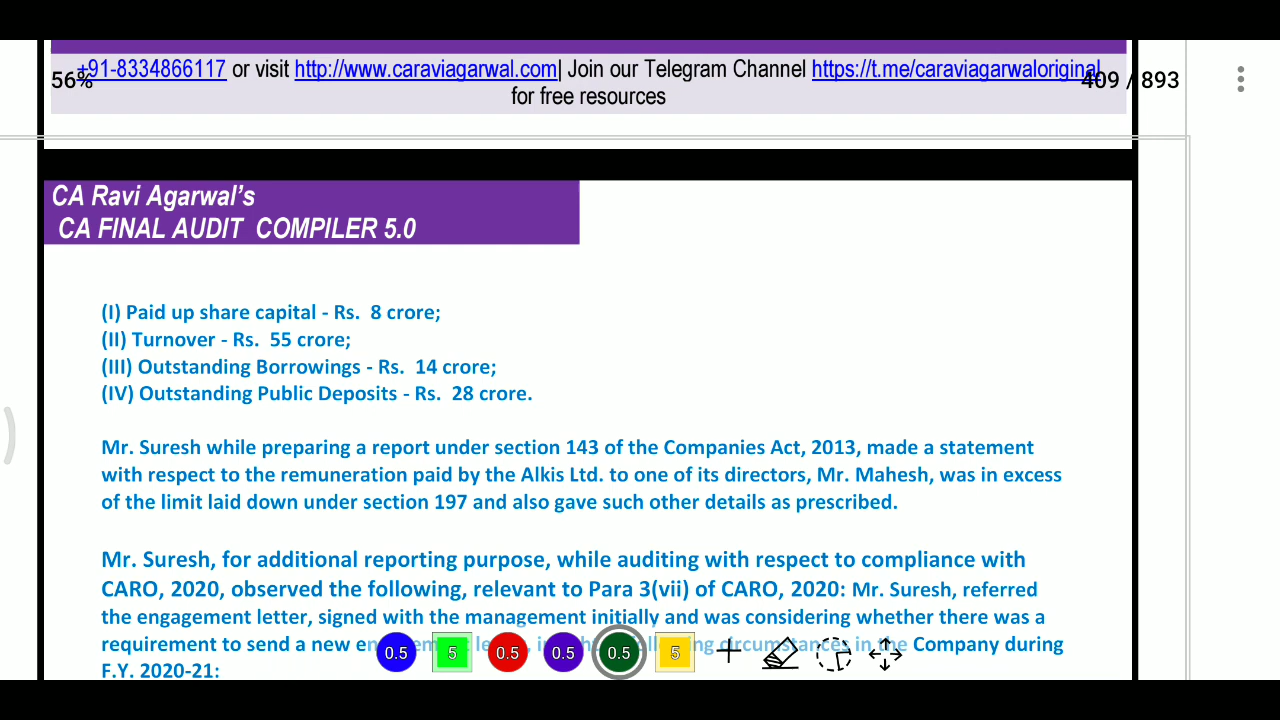 +91-8334866117 or visit http://www.caraviagarwal.com| Join our Telegram Channel https://t.me/caraviagarwaloriginal
56%
409 / 893
for free resources
CA Ravi Agarwal’s
CA FINAL AUDIT COMPILER 5.0
(I) Paid up share capital - Rs. 8 crore;
(II) Turnover - Rs. 55 crore;
(III) Outstanding Borrowings - Rs. 14 crore;
(IV) Outstanding Public Deposits - Rs. 28 crore.
Mr. Suresh while preparing a report under section 143 of the Companies Act, 2013, made a statement
with respect to the remuneration paid by the Alkis Ltd. to one of its directors, Mr. Mahesh, was in excess
of the limit laid down under section 197 and also gave such other details as prescribed.
Mr. Suresh, for additional reporting purpose, while auditing with respect to compliance with
CARO, 2020, observed the following, relevant to Para 3(vii) of CARO, 2020: Mr. Suresh, referred
the engagement letter, signed with the management initially and was considering whether there was a
requirement to send a new circumstances in the Company during
F.Y. 2020-21:
0.5 5 0.5 0.5 0.5 5